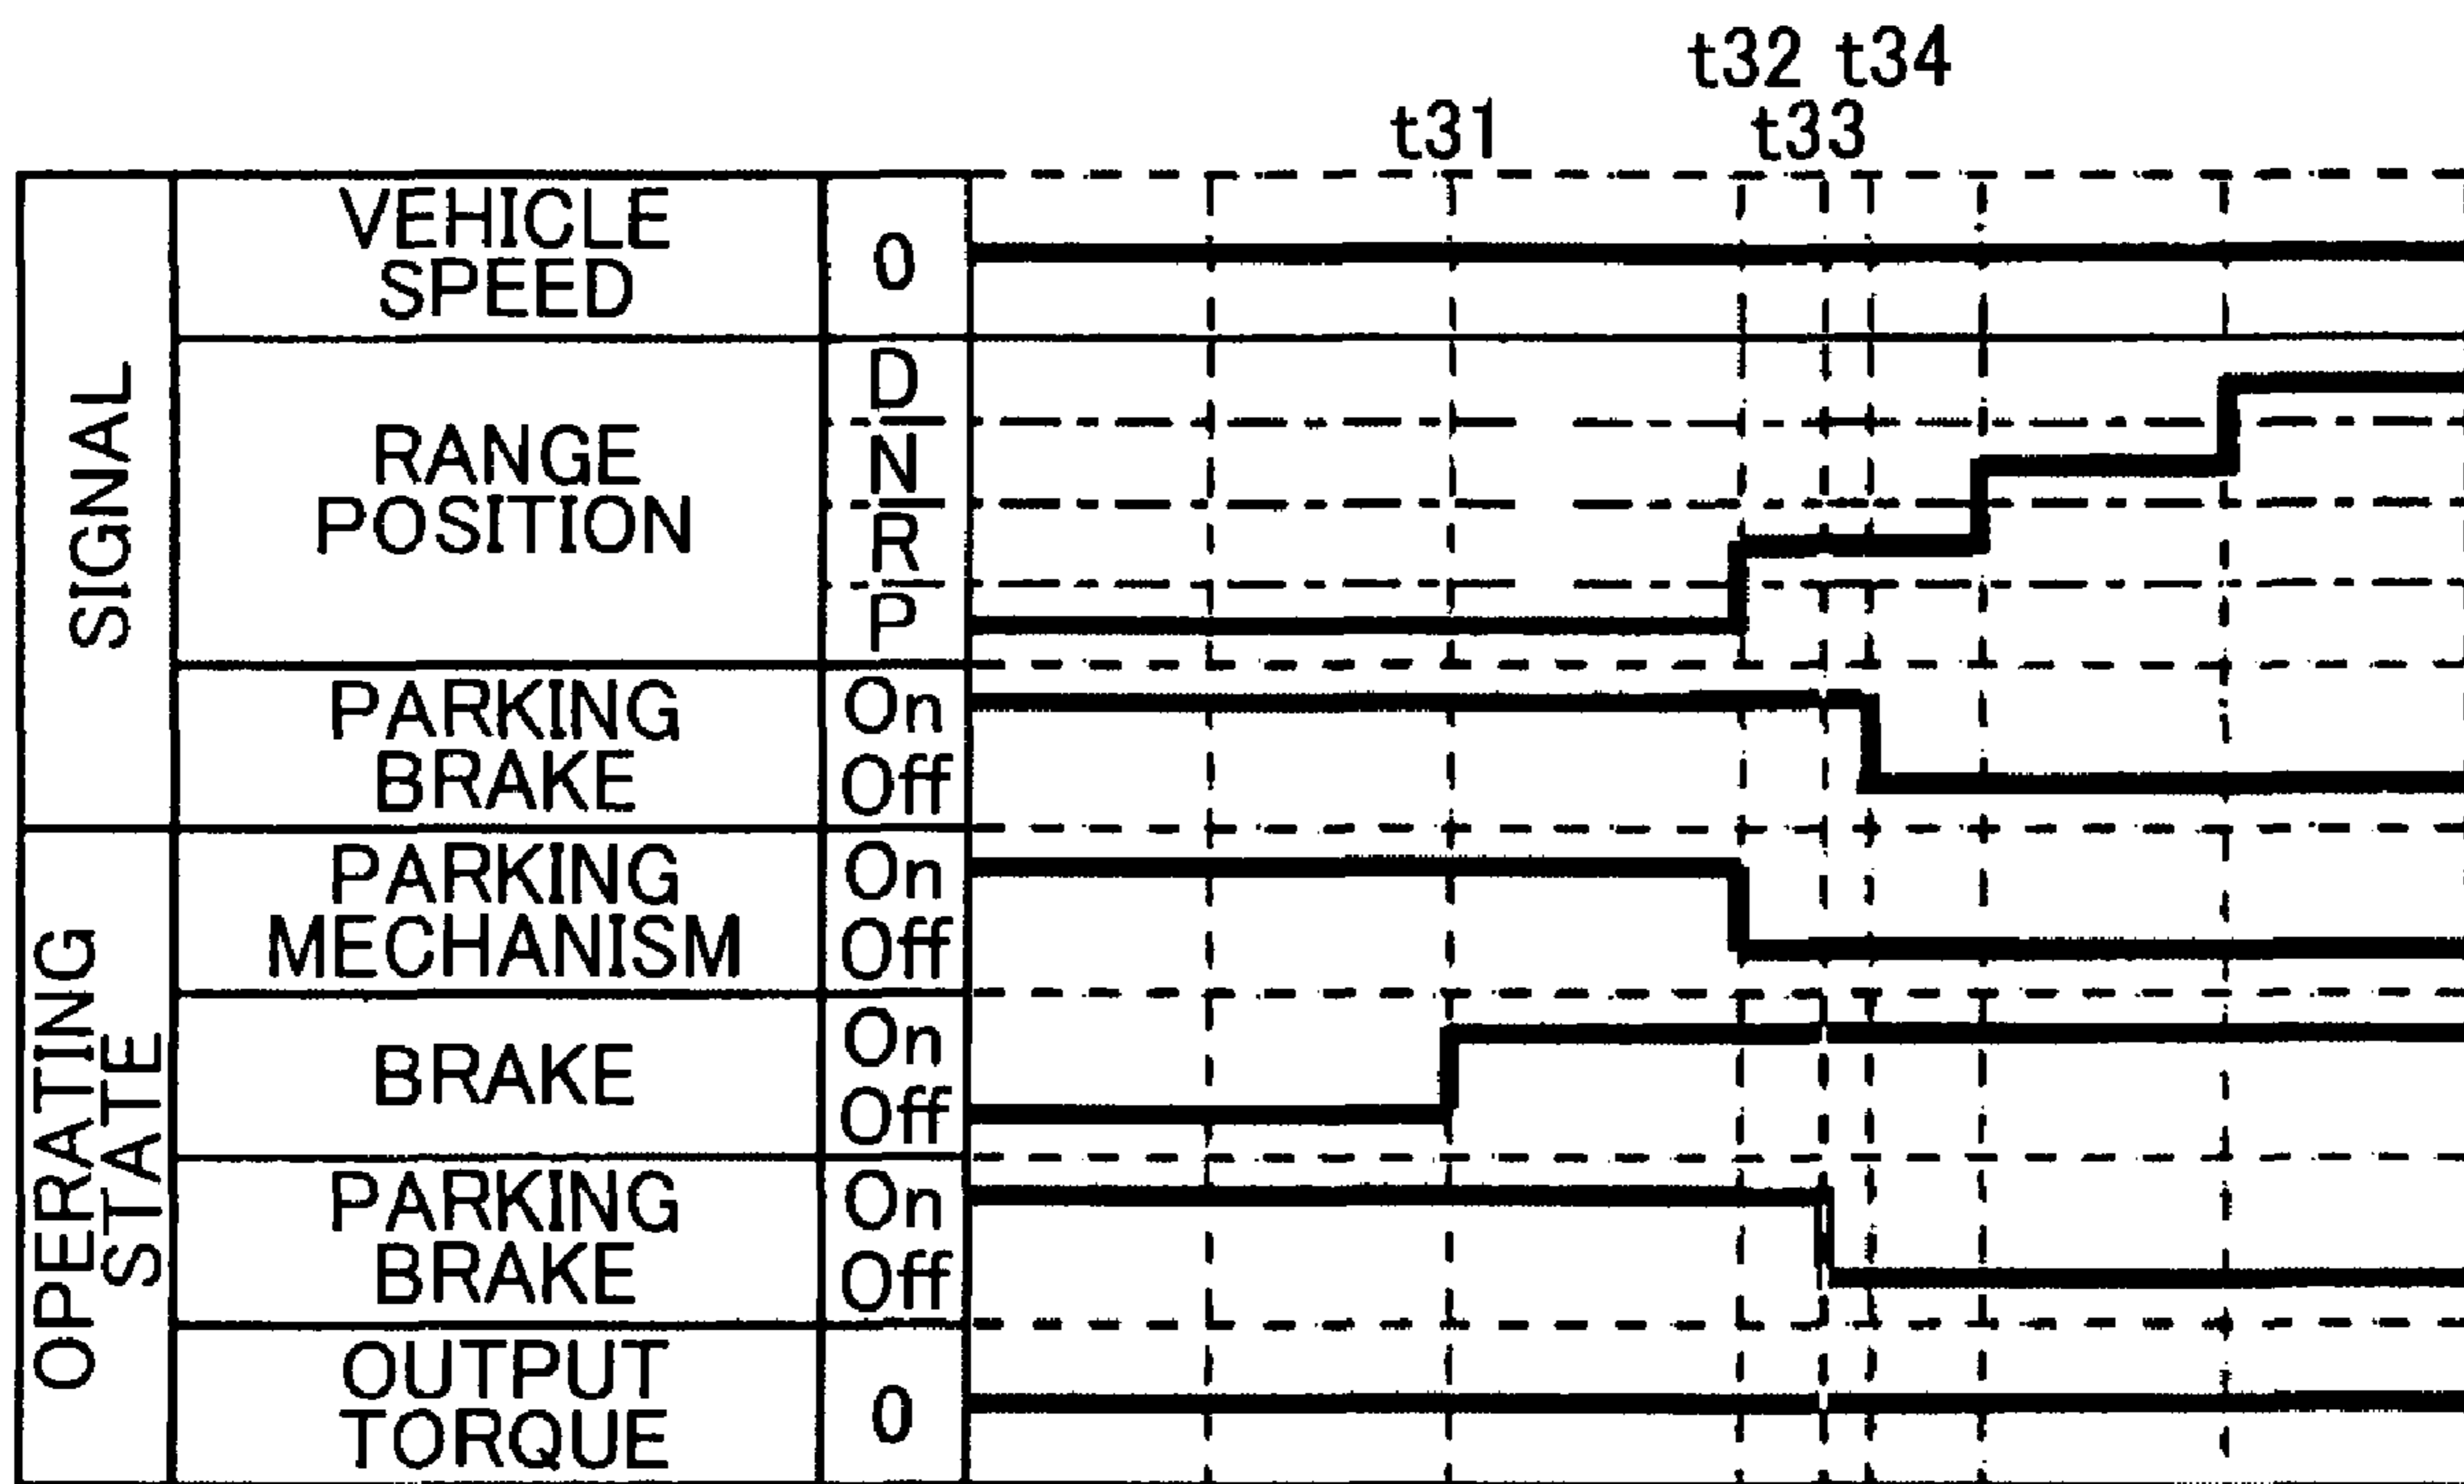 t32 t34
t31 t33
SIGNAL
VEHICLE
SPEED
0
RANGE
POSITION
D
N
R
P
PARKING
BRAKE
On
Off
OPERATING
STATE
PARKING
MECHANISM
On
Off
BRAKE
On
Off
PARKING
BRAKE
On
Off
OUTPUT
TORQUE
0